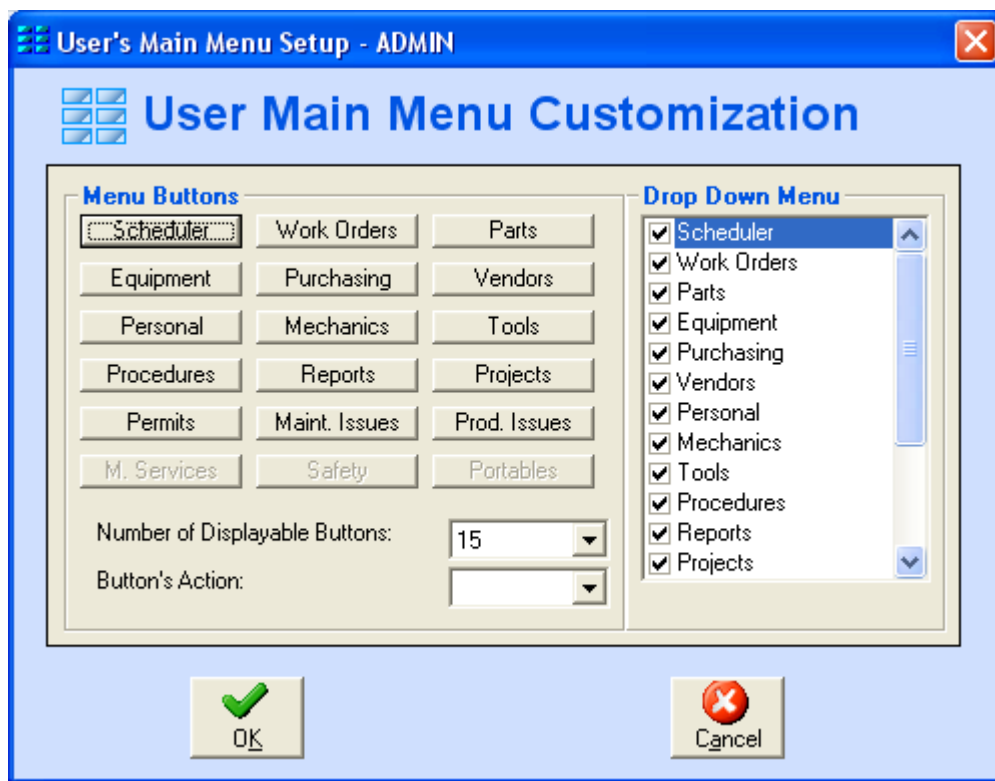 User's Main Menu Setup - ADMIN
User Main Menu Customization
Menu Buttons
Scheduler Work Orders Parts
Equipment Purchasing Vendors
Personal Mechanics Tools
Procedures Reports Projects
Permits Maint. Issues Prod. Issues
M. Services Safety Portables
Number of Displayable Buttons: 15
Button's Action:
Drop Down Menu
Scheduler
Work Orders
Parts
Equipment
Purchasing
Vendors
Personal
Mechanics
Tools
Procedures
Reports
Projects
OK Cancel